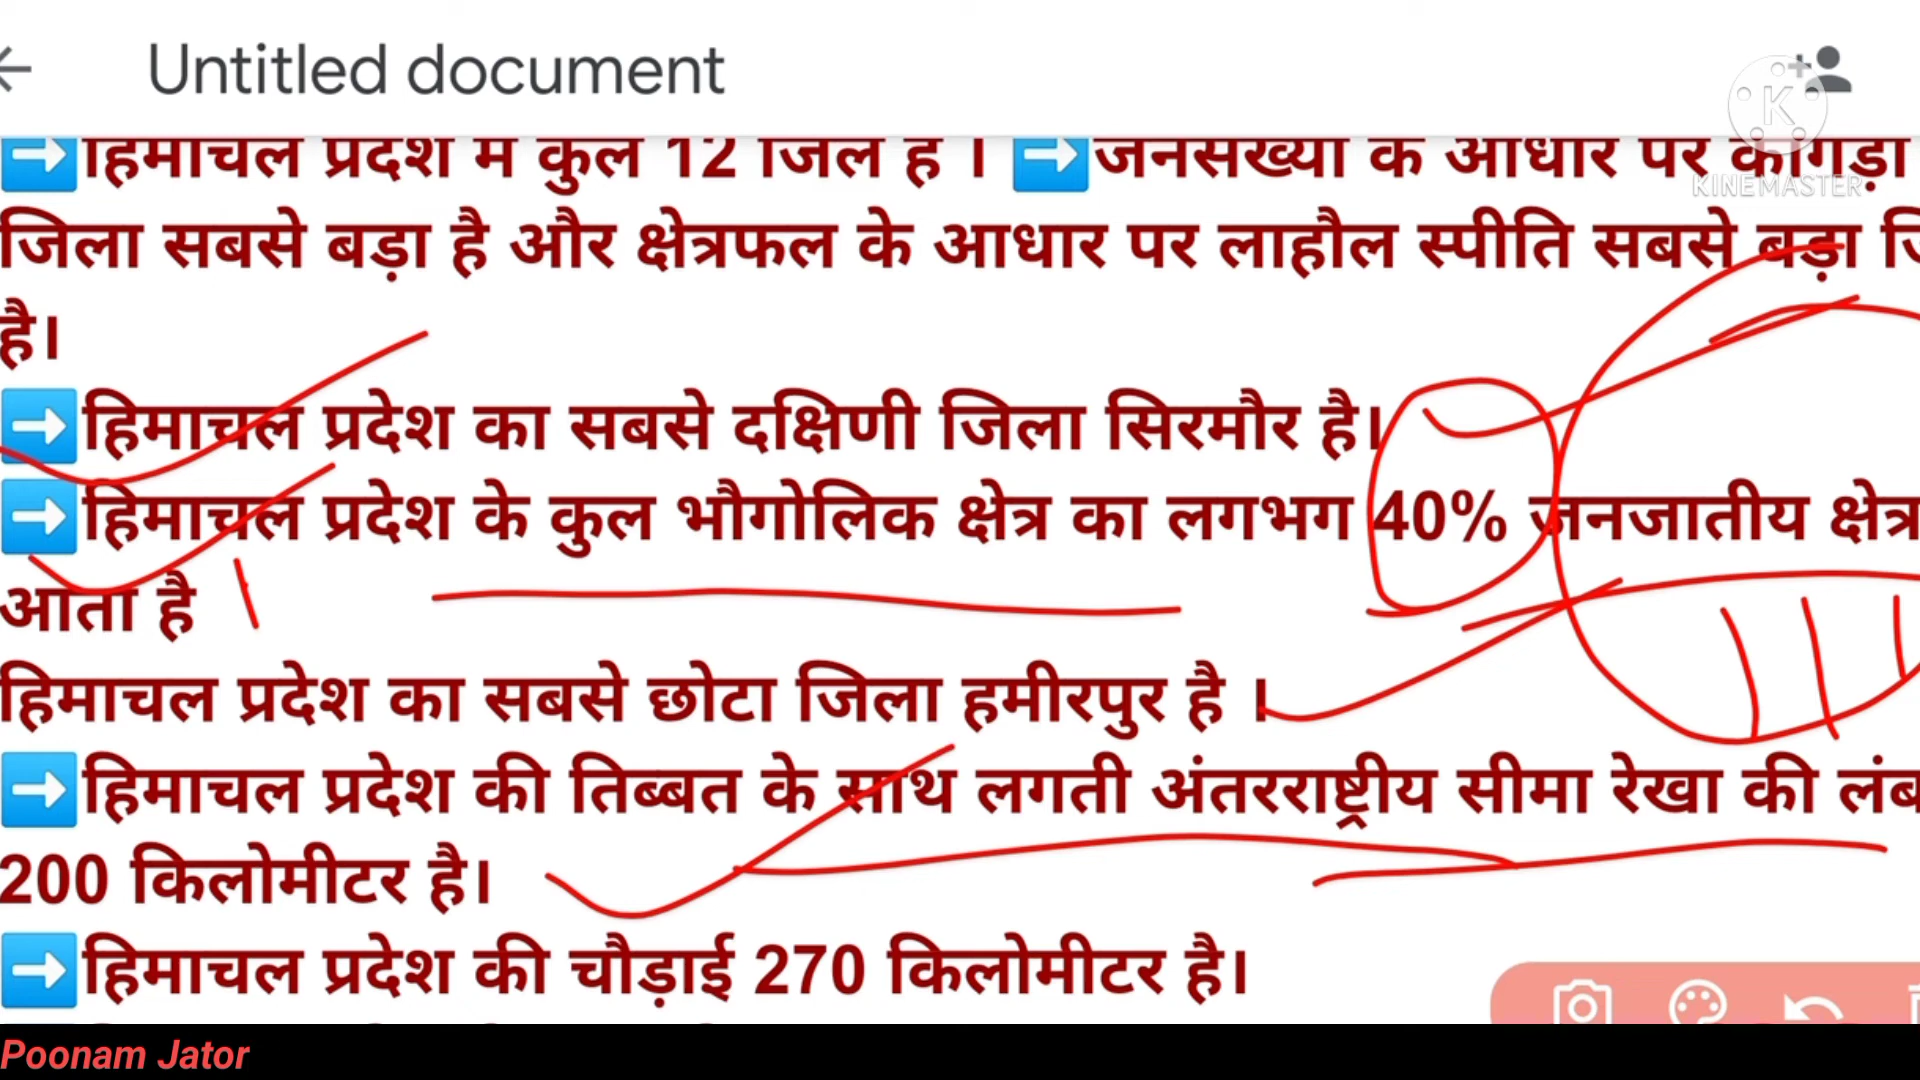 Untitled document
KINEMASTER
➡हिमाचल प्रदेश में कुल 12 जिले हैं । ➡जनसंख्या के आधार पर कांगड़ा
जिला सबसे बड़ा है और क्षेत्रफल के आधार पर लाहौल स्पीति सबसे बड़ा
है।
➡हिमाचल प्रदेश का सबसे दक्षिणी जिला सिरमौर है।
➡हिमाचल प्रदेश के कुल भौगोलिक क्षेत्र का लगभग 40% जनजातीय क्षेत्र
आता है
हिमाचल प्रदेश का सबसे छोटा जिला हमीरपुर है ।
➡हिमाचल प्रदेश की तिब्बत के साथ लगती अंतरराष्ट्रीय सीमा रेखा की
200 किलोमीटर है।
➡हिमाचल प्रदेश की चौड़ाई 270 किलोमीटर है।
Poonam Jator